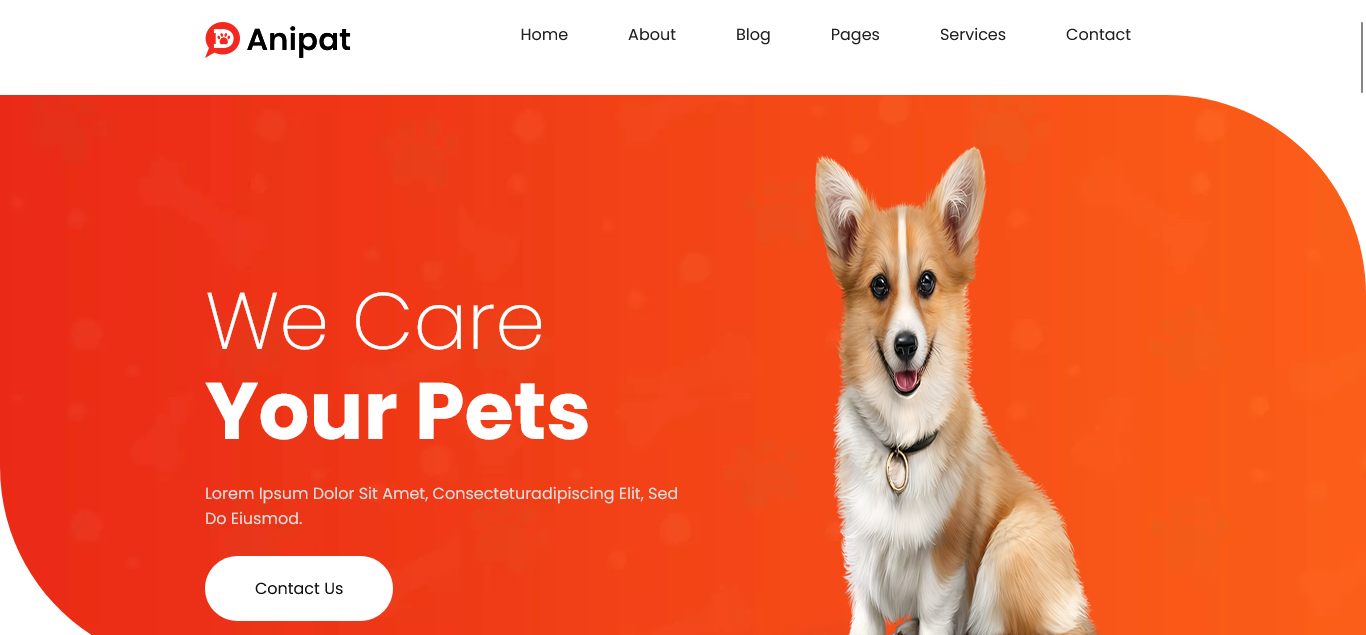 Anipat
Home About Blog Pages Services Contact
We Care
Your Pets
Lorem Ipsum Dolor Sit Amet, Consecteturadipiscing Elit, Sed
Do Eiusmod.
Contact Us